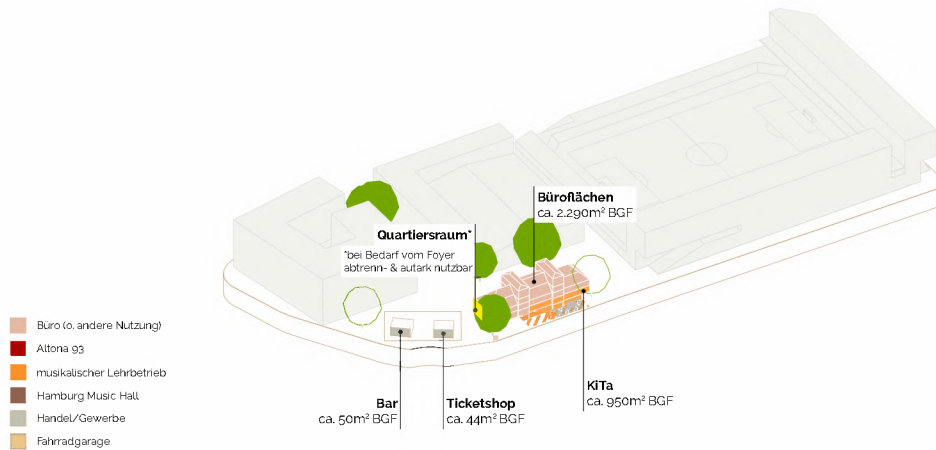 Büroflächen
ca. 2.290m² BGF
Quartiersraum*
*bei Bedarf vom Foyer
abtrenn- & autark nutzbar
Büro (o. andere Nutzung)
Altona 93
musikalischer Lehrbetrieb
Hamburg Music Hall
Handel/Gewerbe
Fahrradgarage
Bar
ca. 50m² BGF
Ticketshop
ca. 44m² BGF
KiTa
ca. 950m² BGF